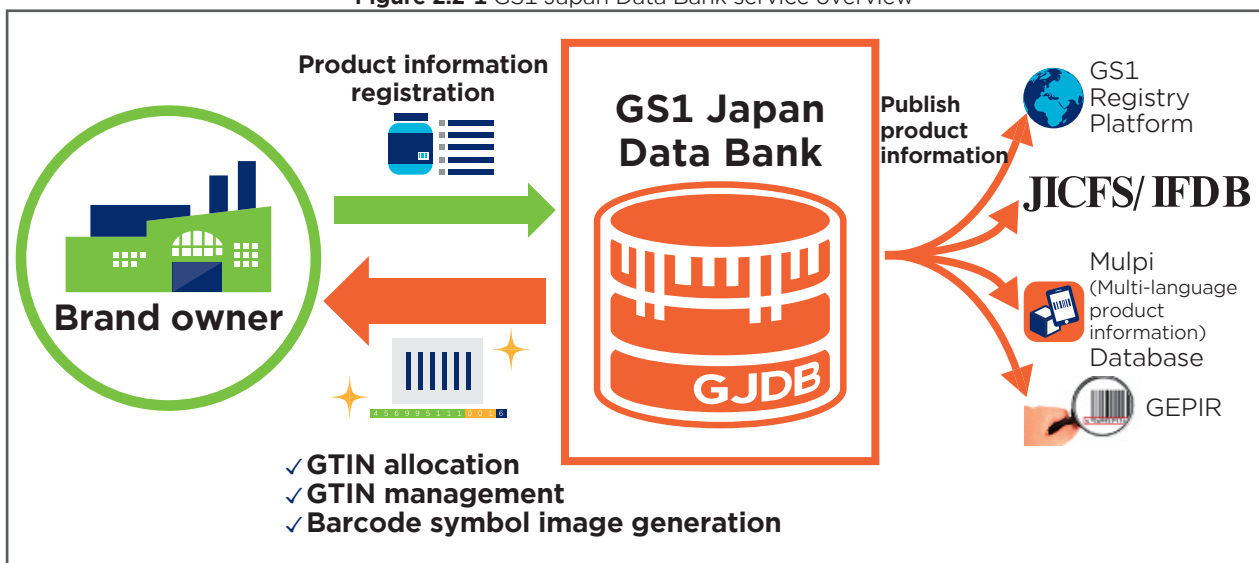 Figure 2.2-1 GS1 Japan Data Bank service overview
Product information
registration
Brand owner
4569951110016
✓ GTIN allocation
✓ GTIN management
✓ Barcode symbol image generation
GS1 Japan
Data Bank
GJDB
Publish
product
information
GS1
Registry
Platform
JICFS/IFDB
Mulpi
(Multi-language
product
information)
Database
GEPIR